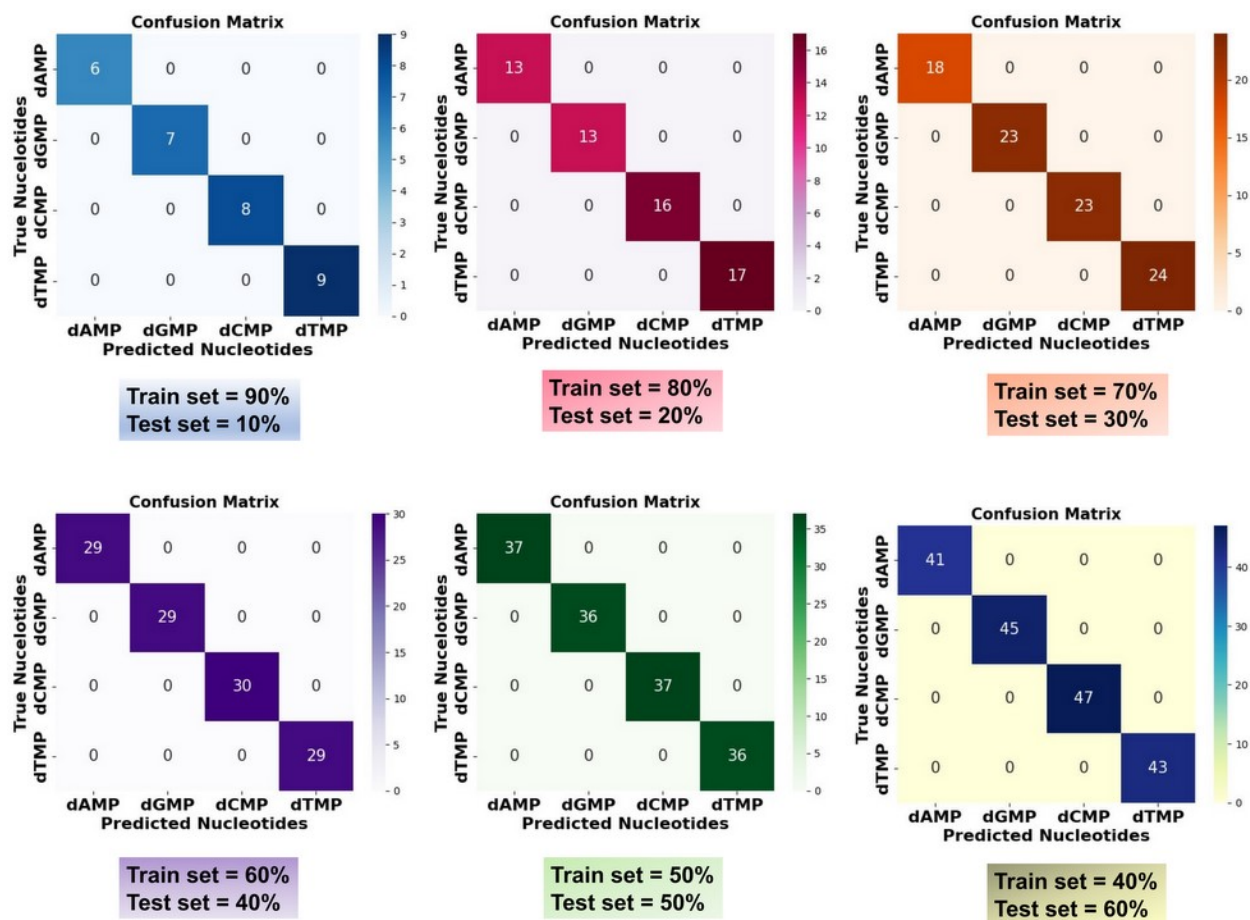 Confusion Matrix
True Nucelotides
dAMP
dGMP
dCMP
dTMP
6 0 0 0
0 7 0 0
0 0 8 0
0 0 0 9
dAMP dGMP dCMP dTMP
Predicted Nucleotides
9
8
7
6
5
4
3
2
1
0
Train set = 90%
Test set = 10%
Confusion Matrix
True Nucelotides
dAMP
dGMP
dCMP
dTMP
13 0 0 0
0 13 0 0
0 0 16 0
0 0 0 17
dAMP dGMP dCMP dTMP
Predicted Nucleotides
16
14
12
10
8
6
4
2
0
Train set = 80%
Test set = 20%
Confusion Matrix
True Nucelotides
dAMP
dGMP
dCMP
dTMP
18 0 0 0
0 23 0 0
0 0 23 0
0 0 0 24
dAMP dGMP dCMP dTMP
Predicted Nucleotides
20
15
10
5
0
Train set = 70%
Test set = 30%
Confusion Matrix
True Nucelotides
dAMP
dGMP
dCMP
dTMP
29 0 0 0
0 29 0 0
0 0 30 0
0 0 0 29
dAMP dGMP dCMP dTMP
Predicted Nucleotides
30
25
20
15
10
5
0
Train set = 60%
Test set = 40%
Confusion Matrix
True Nucelotides
dAMP
dGMP
dCMP
dTMP
37 0 0 0
0 36 0 0
0 0 37 0
0 0 0 36
dAMP dGMP dCMP dTMP
Predicted Nucleotides
35
30
25
20
15
10
5
0
Train set = 50%
Test set = 50%
Confusion Matrix
True Nucelotides
dAMP
dGMP
dCMP
dTMP
41 0 0 0
0 45 0 0
0 0 47 0
0 0 0 43
dAMP dGMP dCMP dTMP
Predicted Nucleotides
40
30
20
10
0
Train set = 40%
Test set = 60%